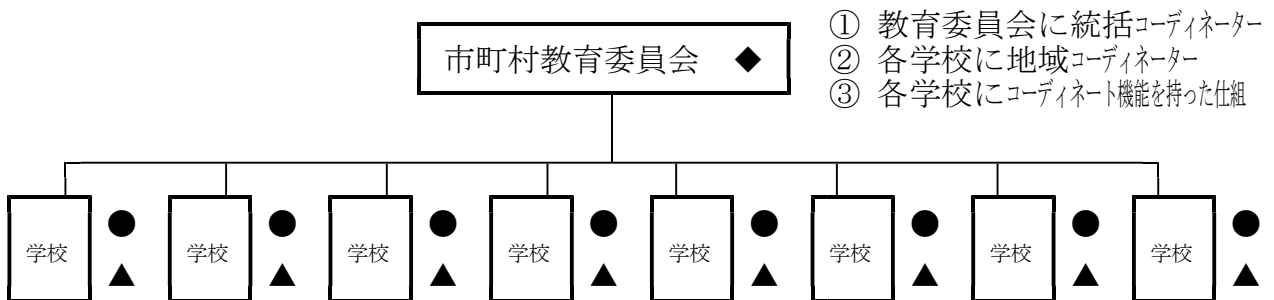 市町村教育委員会 ◆
① 教育委員会に統括コーディネーター
② 各学校に地域コーディネーター
③ 各学校にコーディネート機能を持った仕組
学校 学校 学校 学校 学校 学校 学校 学校